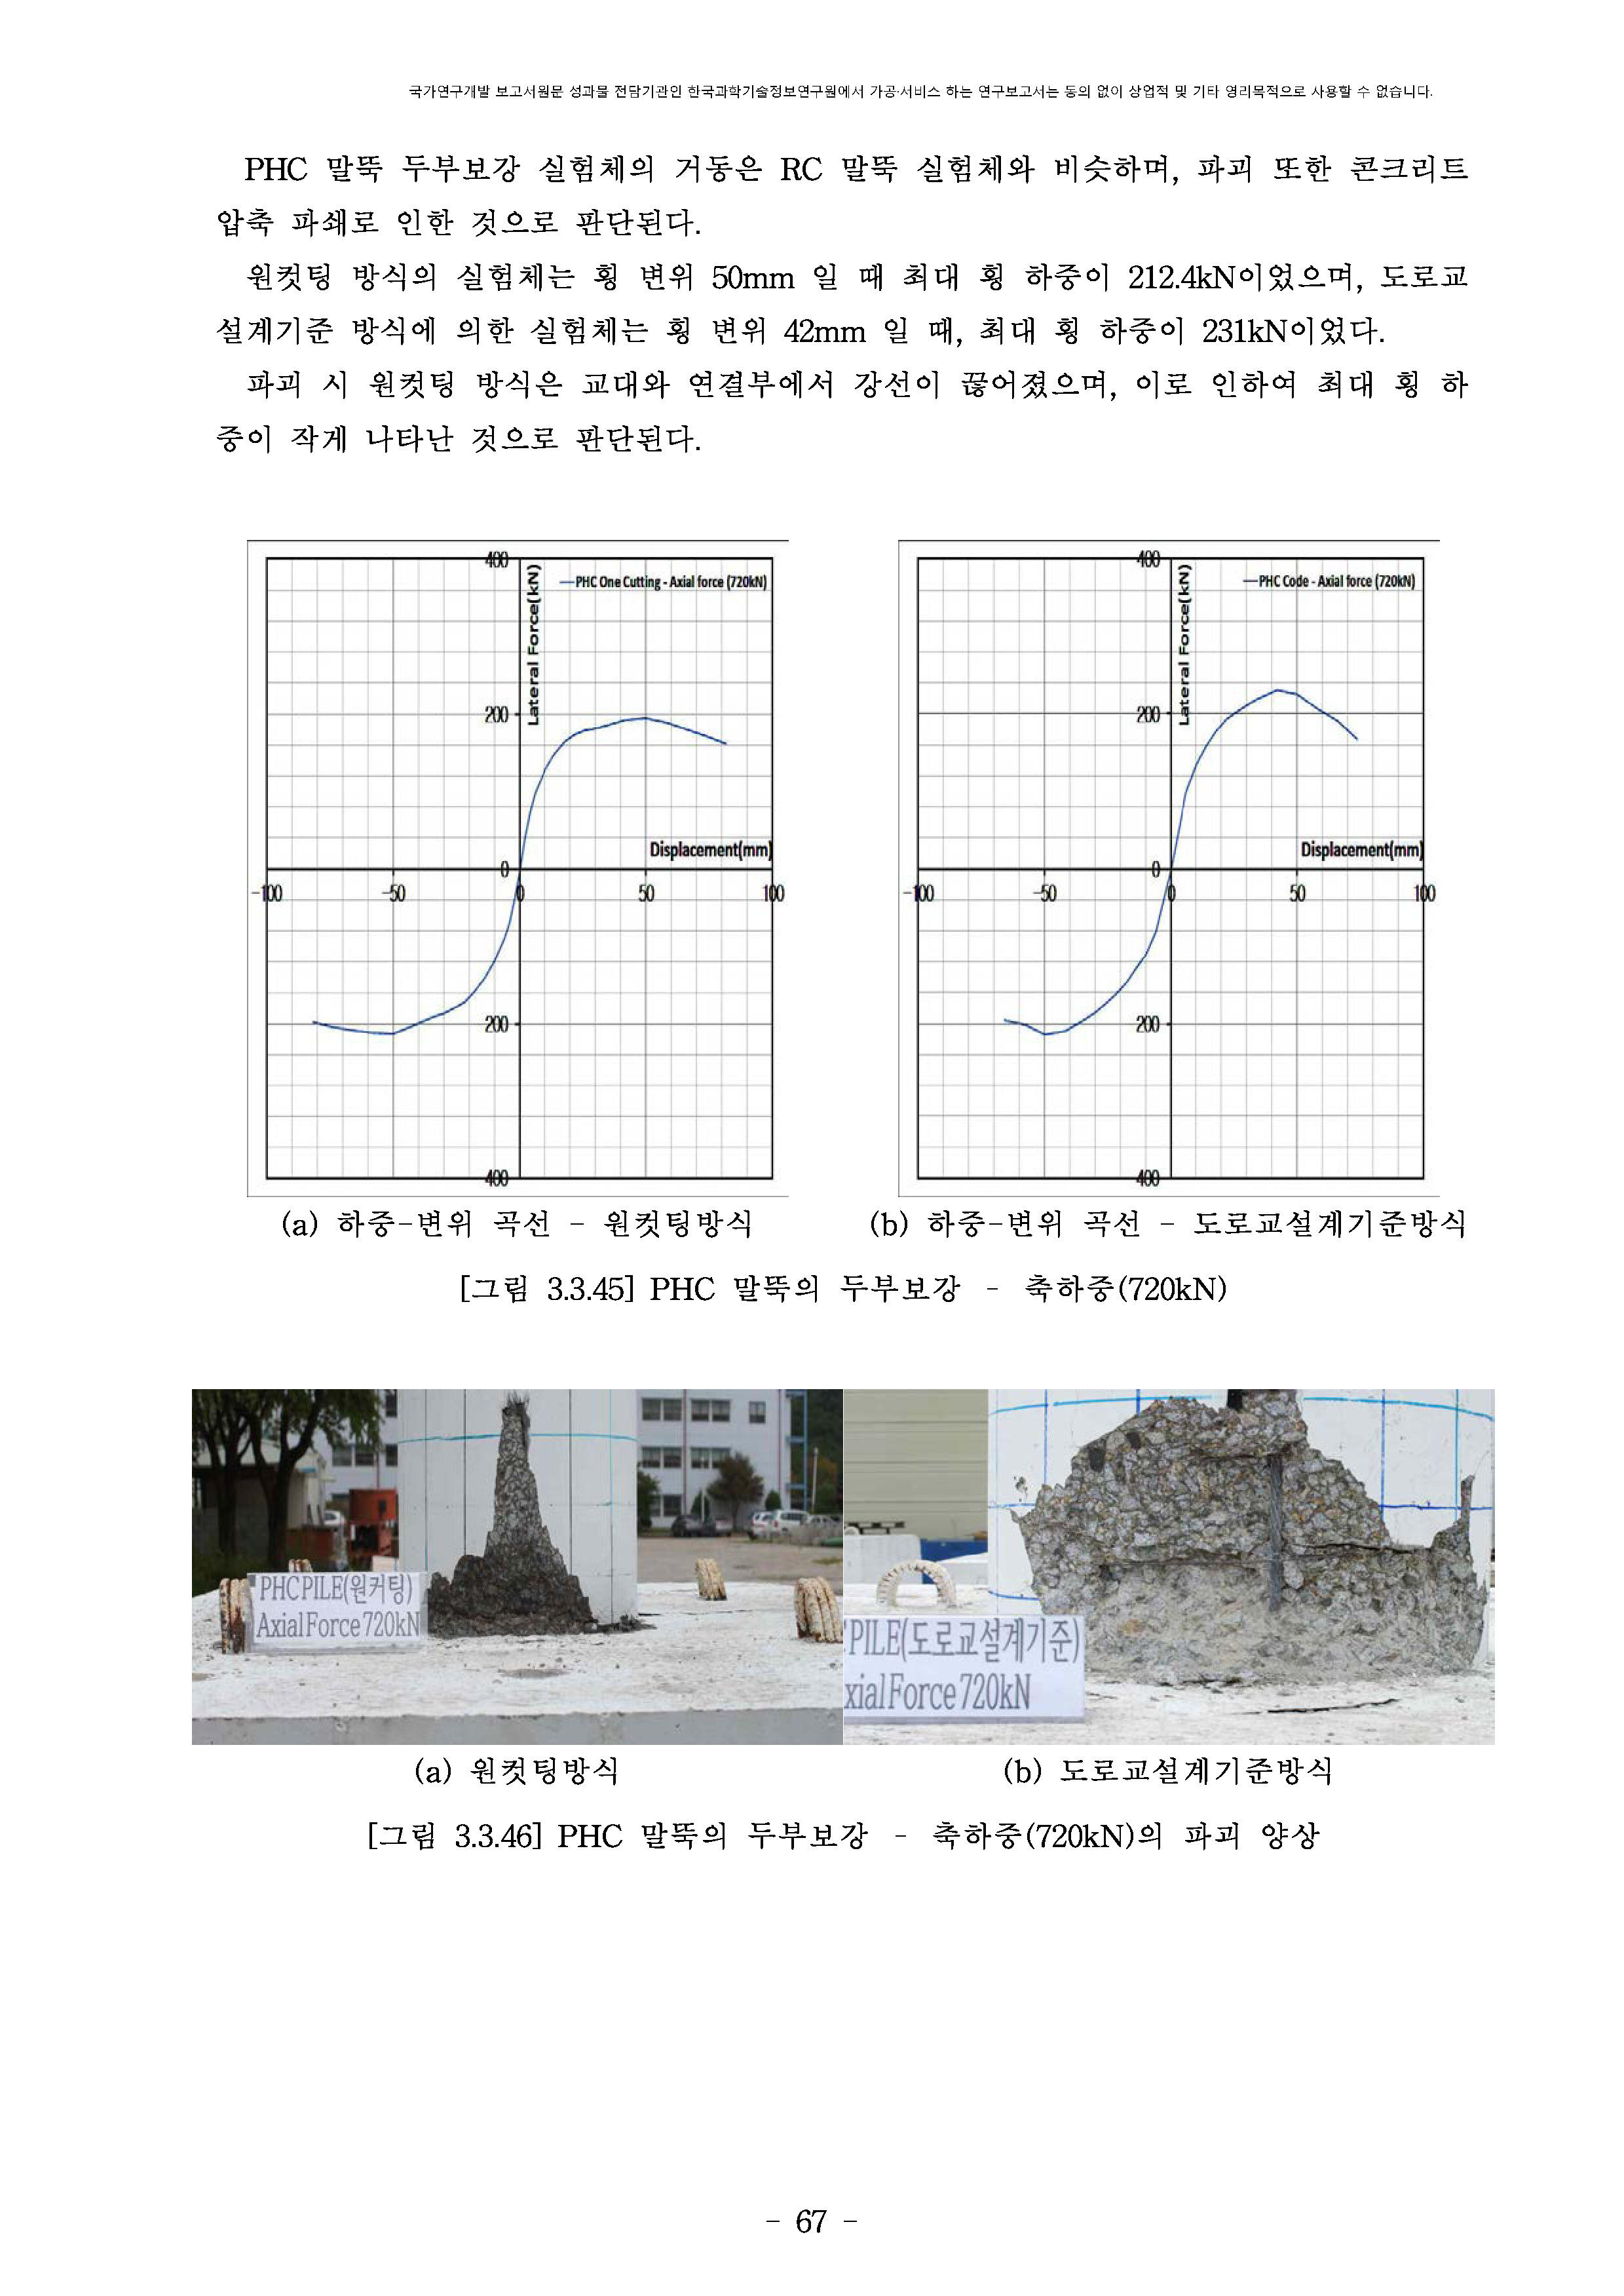 국가연구개발 보고서원문 성과물 전담기관인 한국과학기술정보연구원에서 가공·서비스 하는 연구보고서는 동의 없이 상업적 및 기타 영리목적으로 사용할 수 없습니다.
PHC 말뚝 두부보강 실험체의 거동은 RC 말뚝 실험체와 비슷하며, 파괴 또한 콘크리트
압축 파쇄로 인한 것으로 판단된다.
원컷팅 방식의 실험체는 횡 변위 50mm 일 때 최대 횡 하중이 212.4kN이었으며, 도로교
설계기준 방식에 의한 실험체는 횡 변위 42mm 일 때, 최대 횡 하중이 231kN이었다.
파괴 시 원컷팅 방식은 교대와 연결부에서 강선이 끊어졌으며, 이로 인하여 최대 횡 하
중이 작게 나타난 것으로 판단된다.
400
Lateral Force(kN)
PHC One Cutting - Axial force (720kN)
200
Displacement(mm)
0
-100 -50 0 50 100
200
400
400
Lateral Force(kN)
PHC Code - Axial force (720kN)
200
Displacement(mm)
0
-100 -50 0 50 100
200
400
(a) 하중-변위 곡선 - 원컷팅방식
(b) 하중-변위 곡선 - 도로교설계기준방식
[그림 3.3.45] PHC 말뚝의 두부보강 - 축하중(720kN)
PHC PILE(원커팅)
Axial Force 720kN
PILE(도로교설계기준)
xial Force 720kN
(a) 원컷팅방식
(b) 도로교설계기준방식
[그림 3.3.46] PHC 말뚝의 두부보강 - 축하중(720kN)의 파괴 양상
- 67 -